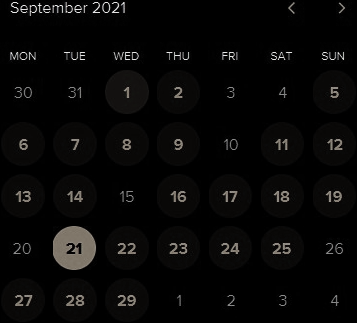 September 2021
MON TUE WED THU FRI SAT SUN
30 31 1 2 3 4 5
6 7 8 9 10 11 12
13 14 15 16 17 18 19
20 21 22 23 24 25 26
27 28 29 1 2 3 4